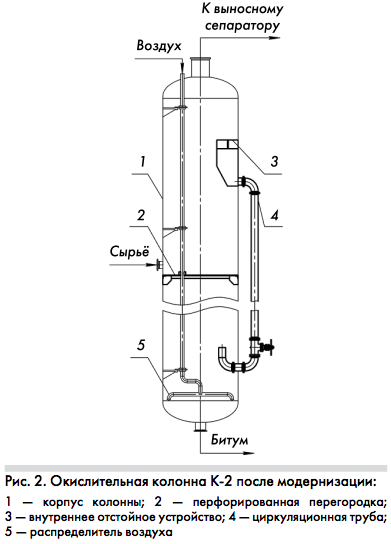 К выносному
сепаратору
Воздух
1
3
2
4
Сырьё
5
Битум
Рис. 2. Окислительная колонна К-2 после модернизации:
1 — корпус колонны; 2 — перфорированная перегородка;
3 — внутреннее отстойное устройство; 4 — циркуляционная труба;
5 — распределитель воздуха